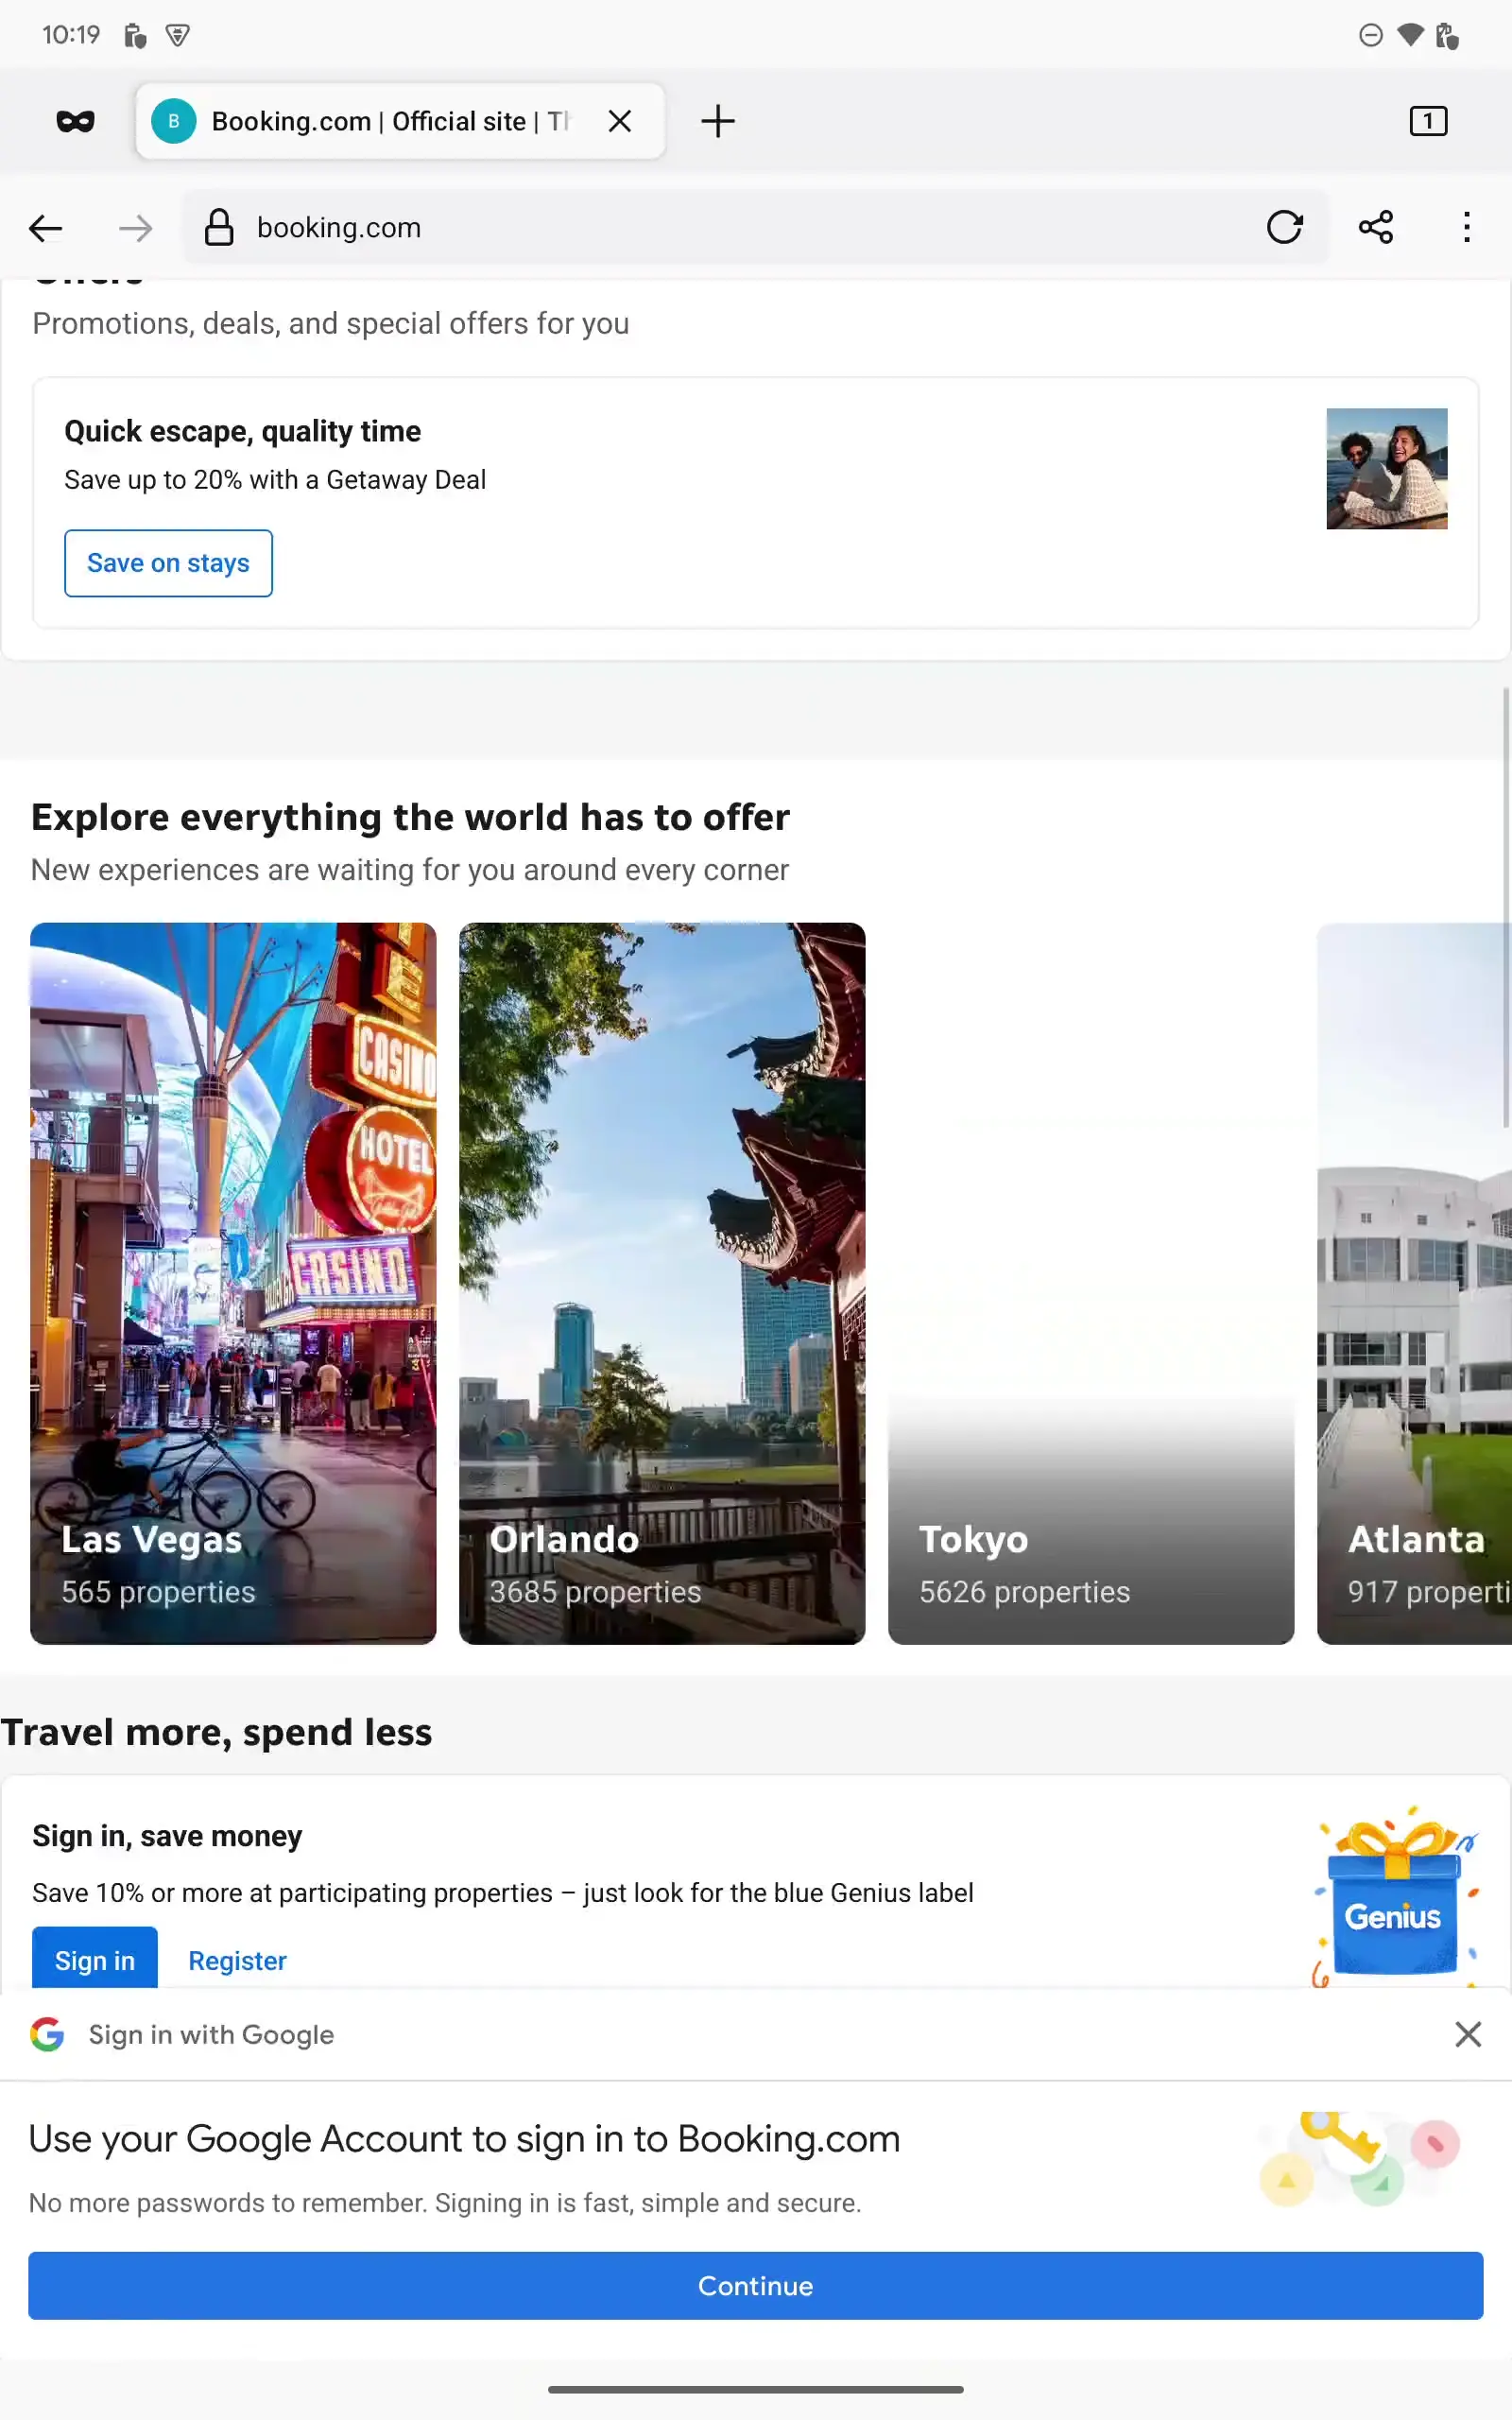 10:19
B
Booking.com | Official site | Th
1
booking.com
Offers
Promotions, deals, and special offers for you
Quick escape, quality time
Save up to 20% with a Getaway Deal
Save on stays
Explore everything the world has to offer
New experiences are waiting for you around every corner
CASINO
HOTEL
CASINO
Las Vegas
565 properties
Orlando
3685 properties
Tokyo
5626 properties
Atlanta
917 properti
Travel more, spend less
Sign in, save money
Save 10% or more at participating properties – just look for the blue Genius label
Genius
Sign in
Register
Sign in with Google
Use your Google Account to sign in to Booking.com
No more passwords to remember. Signing in is fast, simple and secure.
Continue